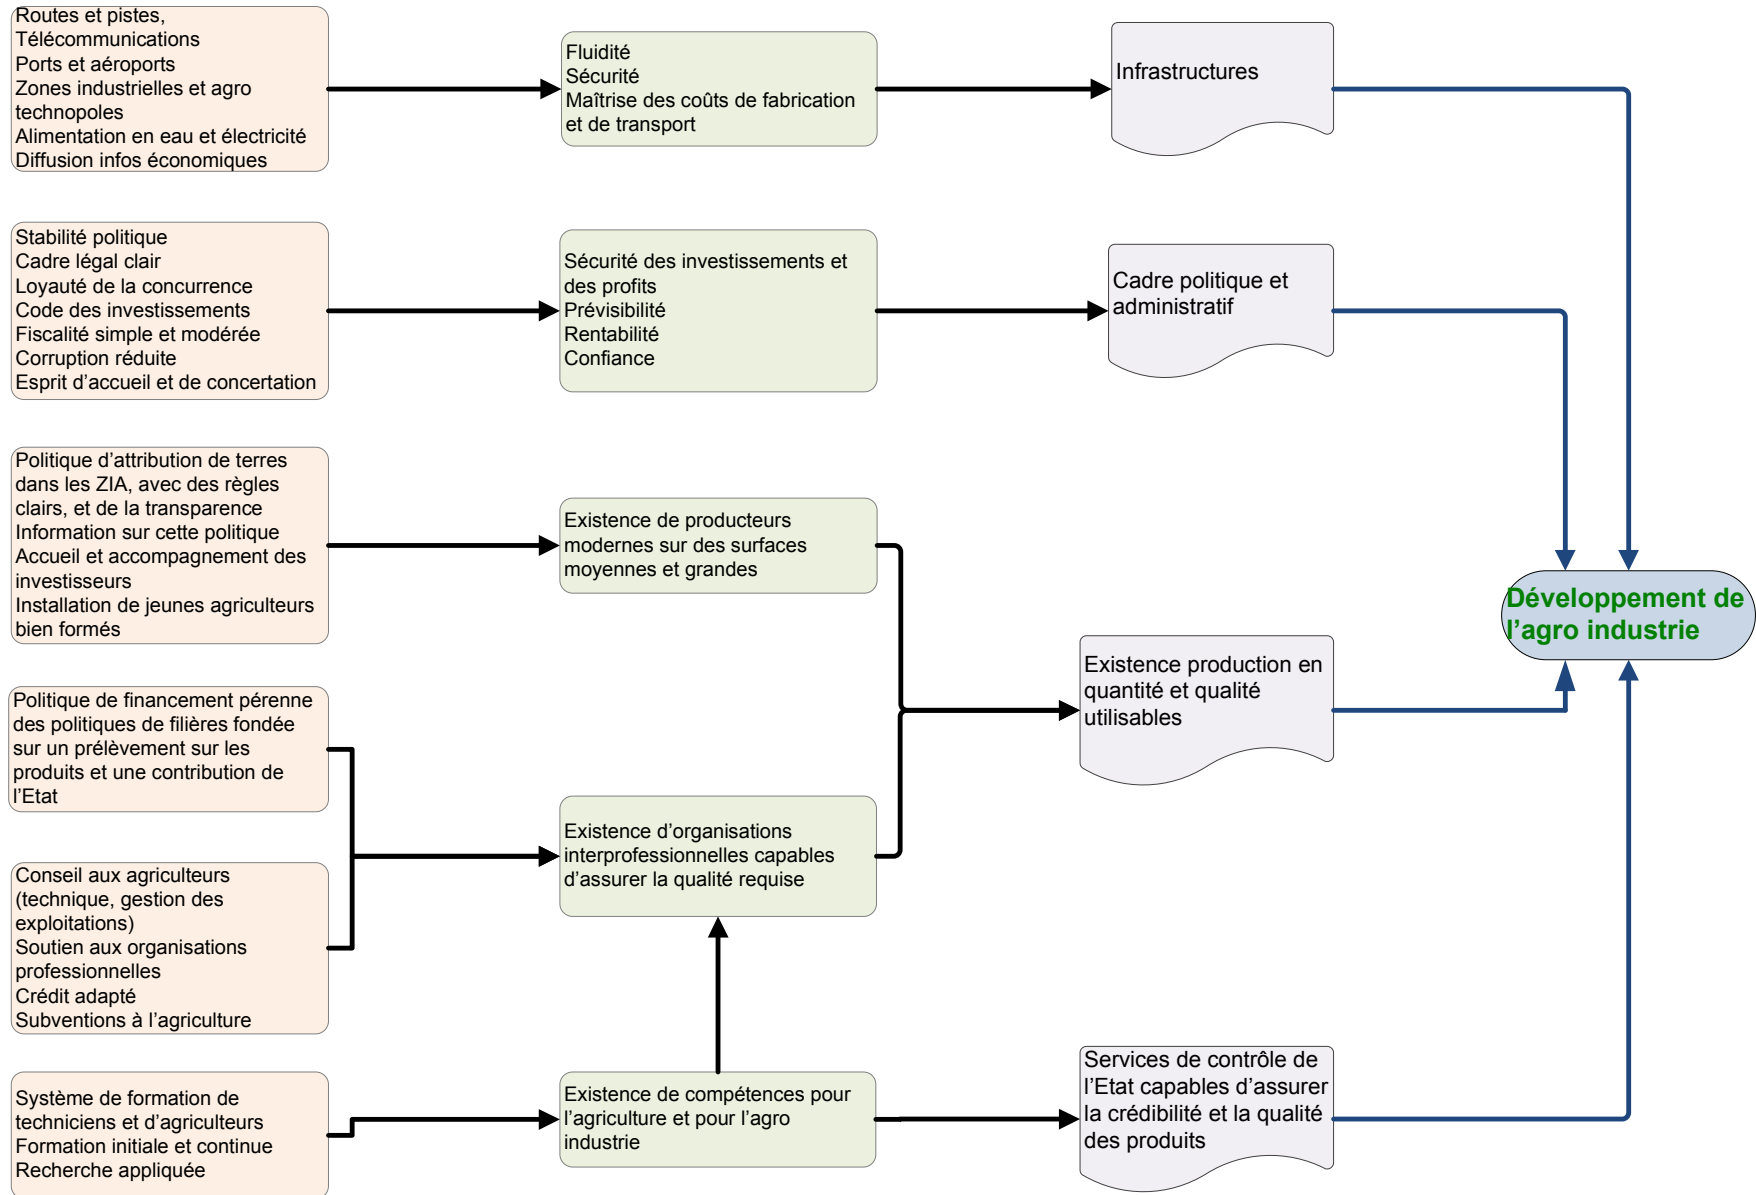 Routes et pistes,
Télécommunications
Ports et aéroports
Zones industrielles et agro
technopoles
Alimentation en eau et électricité
Diffusion infos économiques
Fluidité
Sécurité
Maîtrise des coûts de fabrication
et de transport
Infrastructures
Stabilité politique
Cadre légal clair
Loyauté de la concurrence
Code des investissements
Fiscalité simple et modérée
Corruption réduite
Esprit d’accueil et de concertation
Sécurité des investissements et
des profits
Prévisibilité
Rentabilité
Confiance
Cadre politique et
administratif
Politique d’attribution de terres
dans les ZIA, avec des règles
clairs, et de la transparence
Information sur cette politique
Accueil et accompagnement des
investisseurs
Installation de jeunes agriculteurs
bien formés
Existence de producteurs
modernes sur des surfaces
moyennes et grandes
Développement de
l’agro industrie
Existence production en
quantité et qualité
utilisables
Politique de financement pérenne
des politiques de filières fondée
sur un prélèvement sur les
produits et une contribution de
l’Etat
Existence d’organisations
interprofessionnelles capables
d’assurer la qualité requise
Conseil aux agriculteurs
(technique, gestion des
exploitations)
Soutien aux organisations
professionnelles
Crédit adapté
Subventions à l’agriculture
Système de formation de
techniciens et d’agriculteurs
Formation initiale et continue
Recherche appliquée
Existence de compétences pour
l’agriculture et pour l’agro
industrie
Services de contrôle de
l’Etat capables d’assurer
la crédibilité et la qualité
des produits